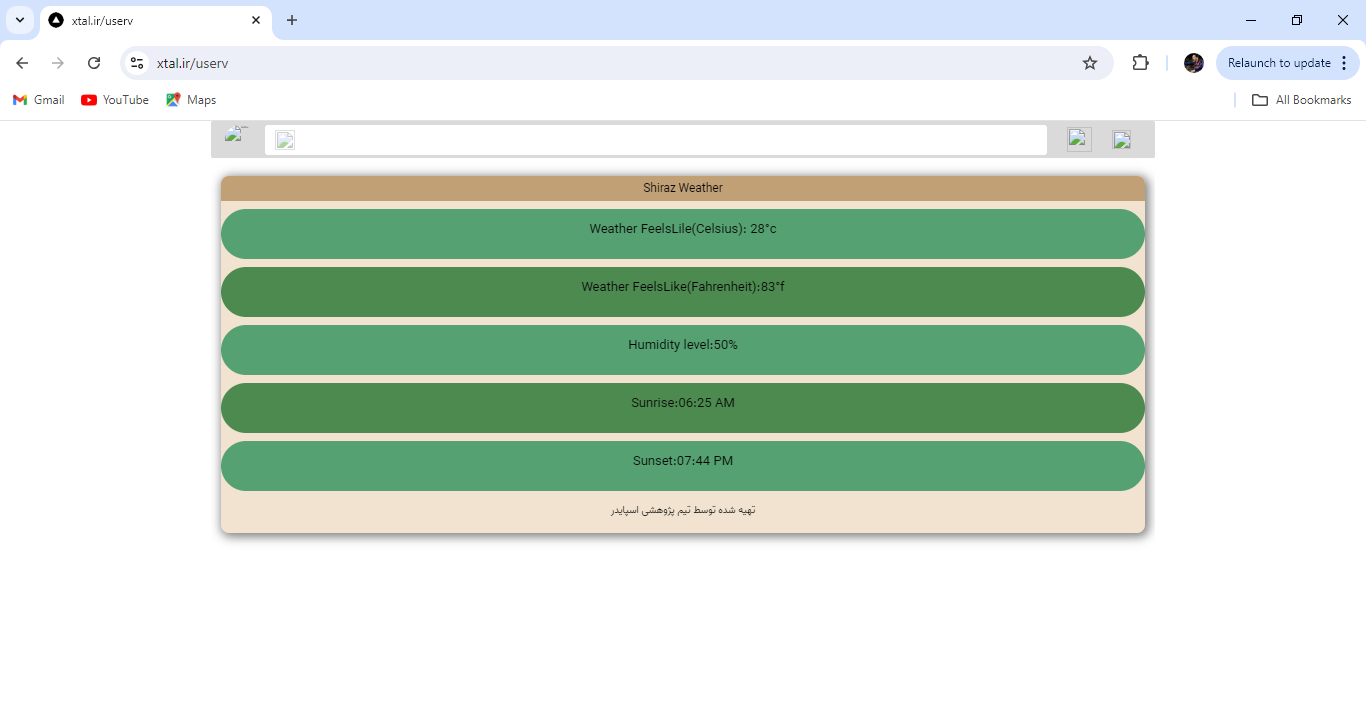 xtal.ir/userv
xtal.ir/userv
Relaunch to update
Gmail
YouTube
Maps
All Bookmarks
Shiraz Weather
Weather FeelsLile(Celsius): 28°c
Weather FeelsLike(Fahrenheit):83°f
Humidity level:50%
Sunrise:06:25 AM
Sunset:07:44 PM
تهیه شده توسط تیم پژوهشی اسپایدر